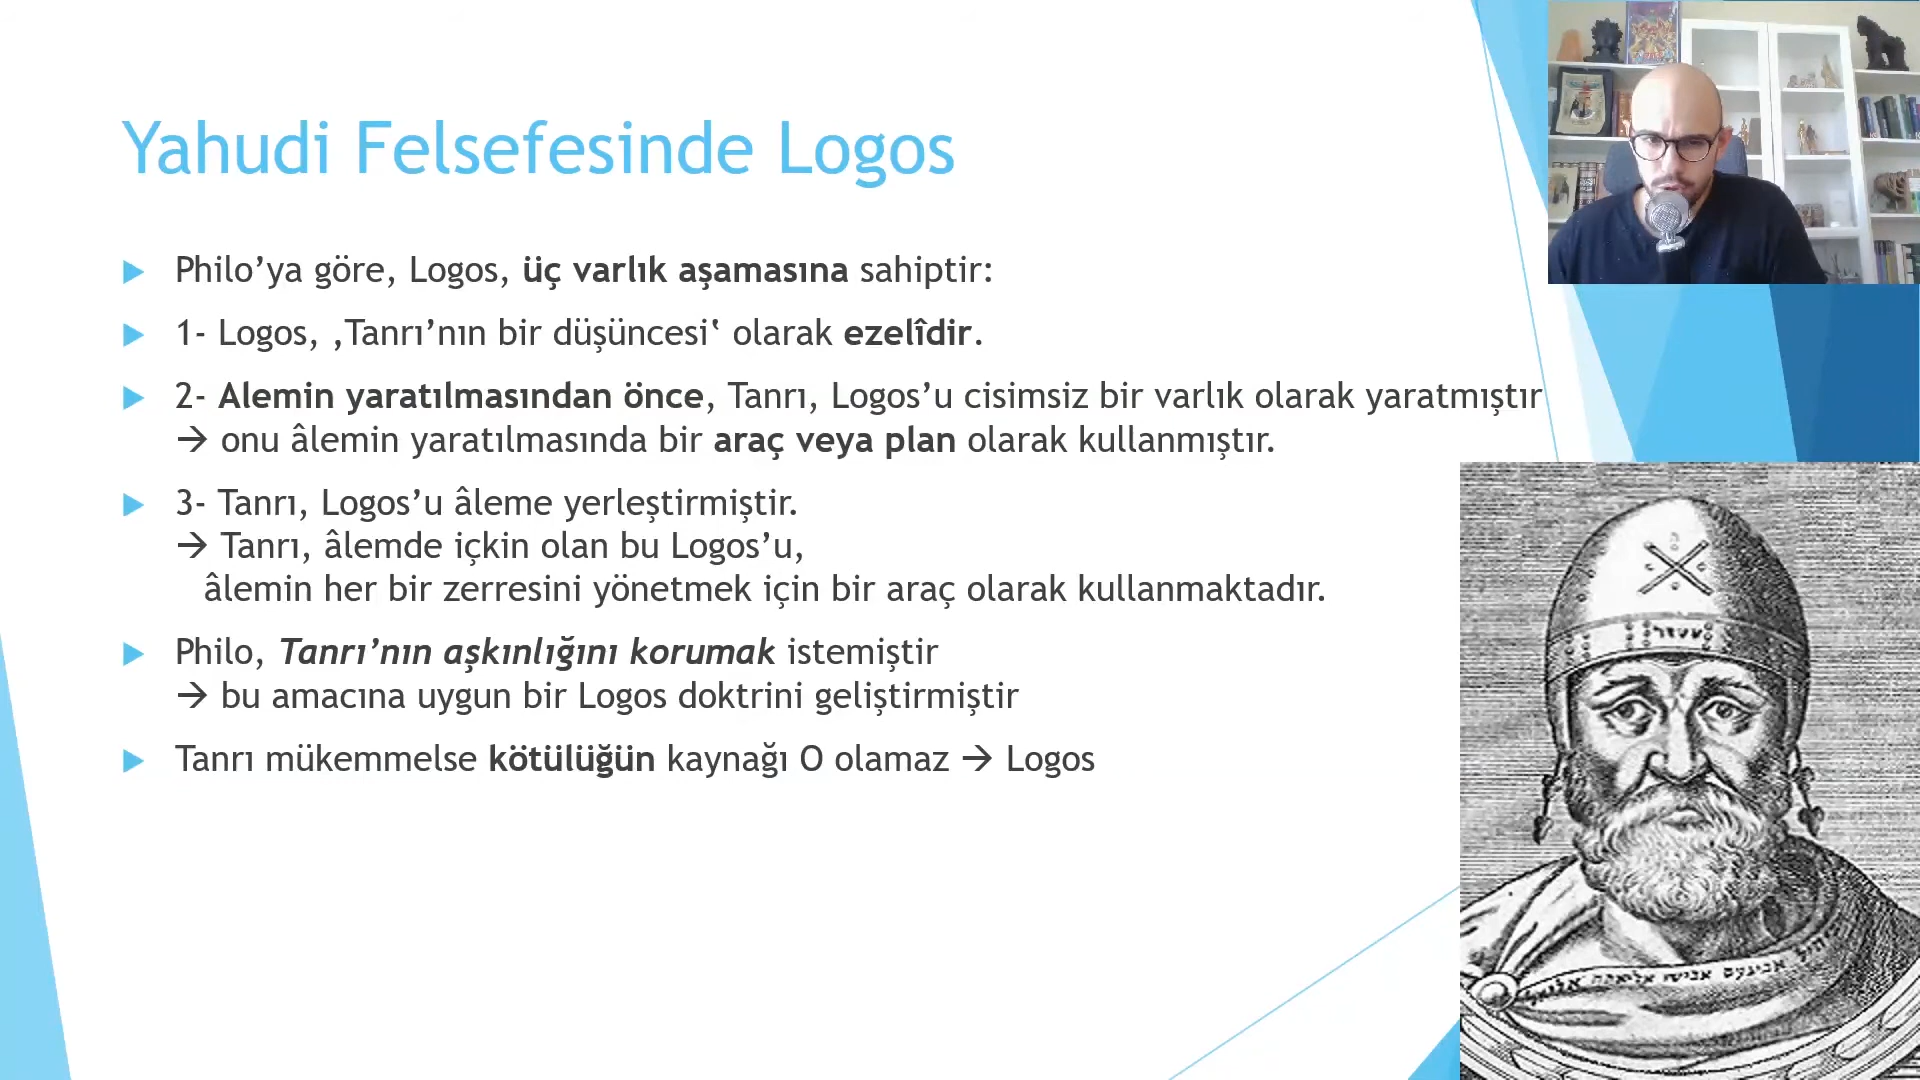 Yahudi Felsefesinde Logos
Philo’ya göre, Logos, üç varlık aşamasına sahiptir:
1- Logos, ‚Tanrı’nın bir düşüncesi‛ olarak ezelîdir.
2- Alemin yaratılmasından önce, Tanrı, Logos’u cisimsiz bir varlık olarak yaratmıştır
→ onu âlemin yaratılmasında bir araç veya plan olarak kullanmıştır.
3- Tanrı, Logos’u âleme yerleştirmiştir.
→ Tanrı, âlemde içkin olan bu Logos’u,
âlemin her bir zerresini yönetmek için bir araç olarak kullanmaktadır.
Philo, Tanrı’nın aşkınlığını korumak istemiştir
→ bu amacına uygun bir Logos doktrini geliştirmiştir
Tanrı mükemmelse kötülüğün kaynağı O olamaz → Logos